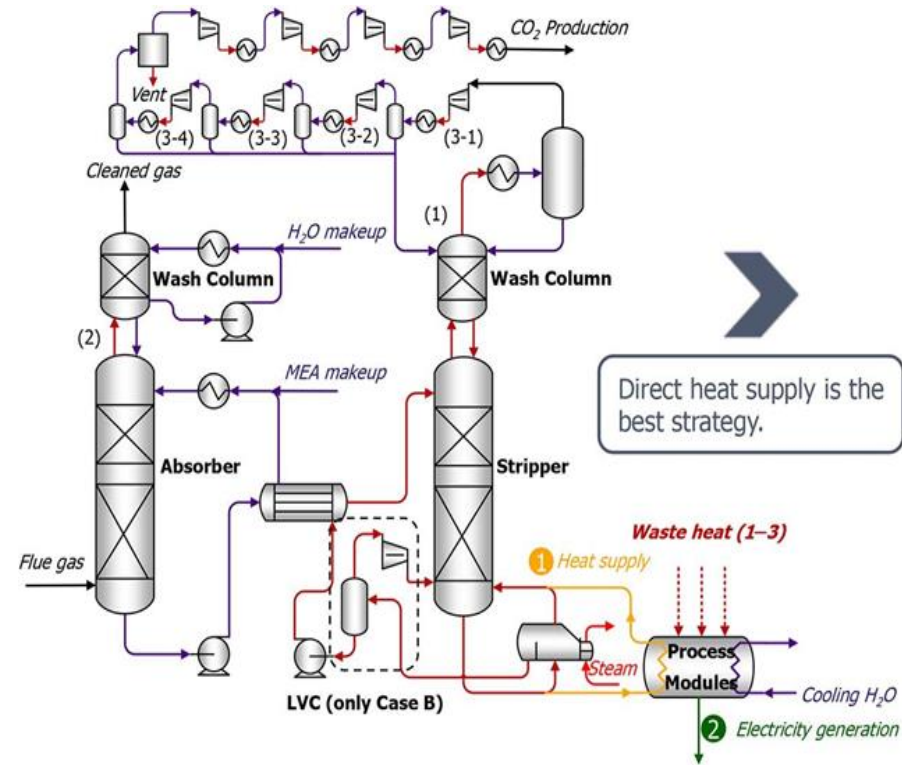 CO₂ Production
Vent
(3-4)
(3-3)
(3-2)
(3-1)
Cleaned gas
(1)
H₂O makeup
Wash Column
Wash Column
(2)
MEA makeup
Direct heat supply is the
best strategy.
Absorber
Stripper
Waste heat (1–3)
Flue gas
1 Heat supply
Steam
Process
Modules
LVC (only Case B)
Cooling H₂O
2 Electricity generation